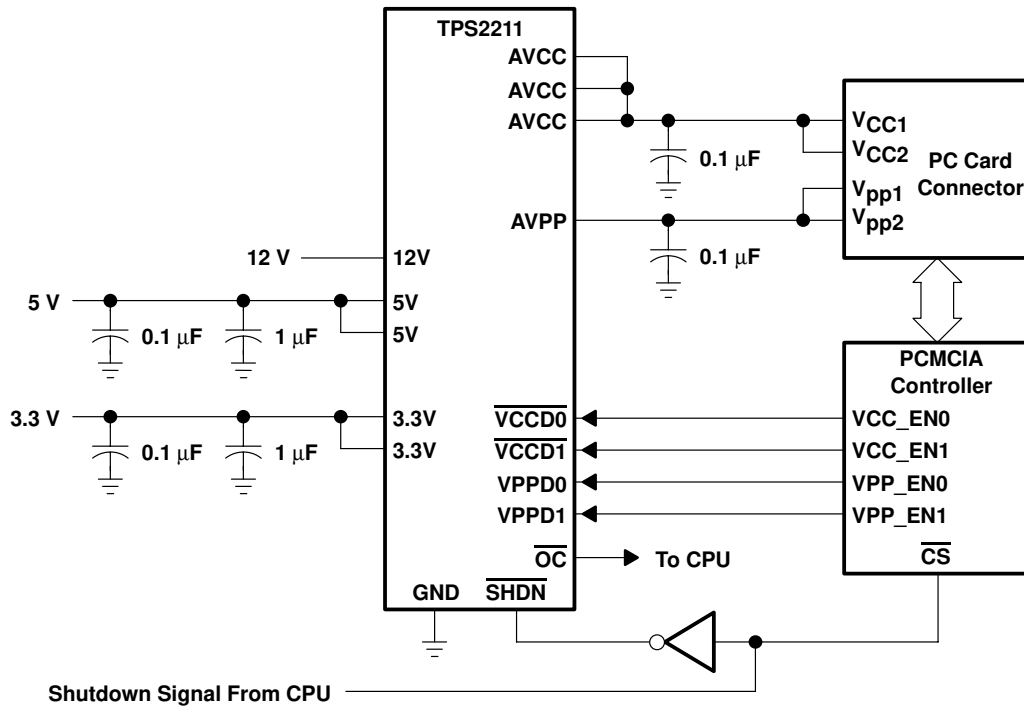 TPS2211
AVCC
AVCC
AVCC
AVPP
12V
5V
5V
3.3V
3.3V
VCCD0
VCCD1
VPPD0
VPPD1
OC
GND
SHDN
12 V
5 V
0.1 μF
1 μF
3.3 V
0.1 μF
1 μF
0.1 μF
0.1 μF
VCC1
VCC2
Vpp1
Vpp2
PC Card
Connector
PCMCIA
Controller
VCC_EN0
VCC_EN1
VPP_EN0
VPP_EN1
CS
To CPU
Shutdown Signal From CPU